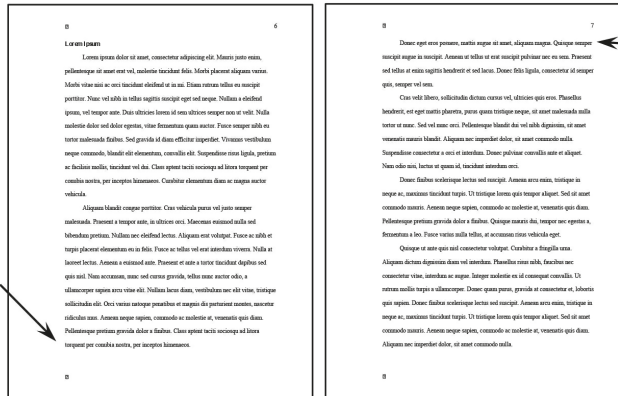 6
Lorem Ipsum
Lorem ipsum dolor sit amet, consectetur adipiscing elit. Mauris justo enim,
pellentesque sit amet erat vel, molestie tincidunt felis. Morbi placerat aliquam varius.
Morbi vitae nisi ac orci tincidunt eleifend ut in mi. Etiam rutrum tellus eu suscipit
porttitor. Nunc vel nibh in tellus sagittis suscipit eget sed neque. Nullam a eleifend
ipsum, vel tempor ante. Duis ultricies lorem id sem ultrices semper non ut velit. Nulla
molestie dolor sed dolor egestas, vitae fermentum quam auctor. Fusce semper nibh eu
tortor malesuada finibus. Sed gravida id diam efficitur imperdiet. Vivamus vestibulum
neque commodo, blandit elit elementum, convallis elit. Suspendisse risus ligula, pretium
ac facilisis mollis, tincidunt vel dui. Class aptent taciti sociosqu ad litora torquent per
conubia nostra, per inceptos himenaeos. Curabitur elementum diam ac magna auctor
vehicula.
Aliquam blandit congue porttitor. Cras vehicula purus vel justo semper
malesuada. Praesent a tempor ante, in ultrices orci. Maecenas euismod nulla sed
bibendum pretium. Nullam nec eleifend lectus. Aliquam erat volutpat. Fusce ac nibh et
turpis placerat elementum eu in felis. Fusce ac tellus vel erat interdum viverra. Nulla at
laoreet lectus. Aenean a euismod ante. Praesent et ante a tortor tincidunt dapibus sed
quis nisl. Nam accumsan, nunc sed cursus gravida, tellus nunc auctor odio, a
ullamcorper sapien arcu vitae elit. Nullam lacus diam, vestibulum nec elit vitae, tristique
sollicitudin elit. Orci varius natoque penatibus et magnis dis parturient montes, nascetur
ridiculus mus. Aenean neque sapien, commodo ac molestie at, venenatis quis diam.
Pellentesque pretium gravida dolor a finibus. Class aptent taciti sociosqu ad litora
torquent per conubia nostra, per inceptos himenaeos.
7
Donec eget eros posuere, mattis augue sit amet, aliquam magna. Quisque semper
suscipit augue in suscipit. Aenean ut tellus ut erat suscipit pulvinar nec eu sem. Praesent
sed tellus at enim sagittis hendrerit et sed lacus. Donec felis ligula, consectetur id semper
quis, semper vel sem.
Cras velit libero, sollicitudin dictum cursus vel, ultricies quis eros. Phasellus
hendrerit, est eget mattis pharetra, purus quam tristique neque, sit amet malesuada nulla
tortor ut nunc. Sed vel nunc orci. Pellentesque blandit dui vel nibh dignissim, sit amet
venenatis mauris blandit. Aliquam nec imperdiet dolor, sit amet commodo nulla.
Suspendisse consectetur a orci et interdum. Donec pulvinar convallis ante et aliquet.
Nam odio nisi, luctus ut quam id, tincidunt interdum orci.
Donec finibus scelerisque lectus sed suscipit. Aenean arcu enim, tristique in
neque ac, maximus tincidunt turpis. Ut tristique lorem quis tempor aliquet. Sed sit amet
commodo mauris. Aenean neque sapien, commodo ac molestie at, venenatis quis diam.
Pellentesque pretium gravida dolor a finibus. Quisque mauris dui, tempor nec egestas a,
fermentum a leo. Fusce varius nulla tellus, at accumsan risus vehicula eget.
Quisque ut ante quis nisl consectetur volutpat. Curabitur a fringilla urna.
Aliquam dictum dignissim diam vel interdum. Phasellus risus nibh, faucibus nec
consectetur vitae, interdum ac augue. Integer molestie ex id consequat convallis. Ut
rutrum mollis turpis a ullamcorper. Donec quam purus, gravida at consectetur et, lobortis
quis sapien. Donec finibus scelerisque lectus sed suscipit. Aenean arcu enim, tristique in
neque ac, maximus tincidunt turpis. Ut tristique lorem quis tempor aliquet. Sed sit amet
commodo mauris. Aenean neque sapien, commodo ac molestie at, venenatis quis diam.
Aliquam nec imperdiet dolor, sit amet commodo nulla.